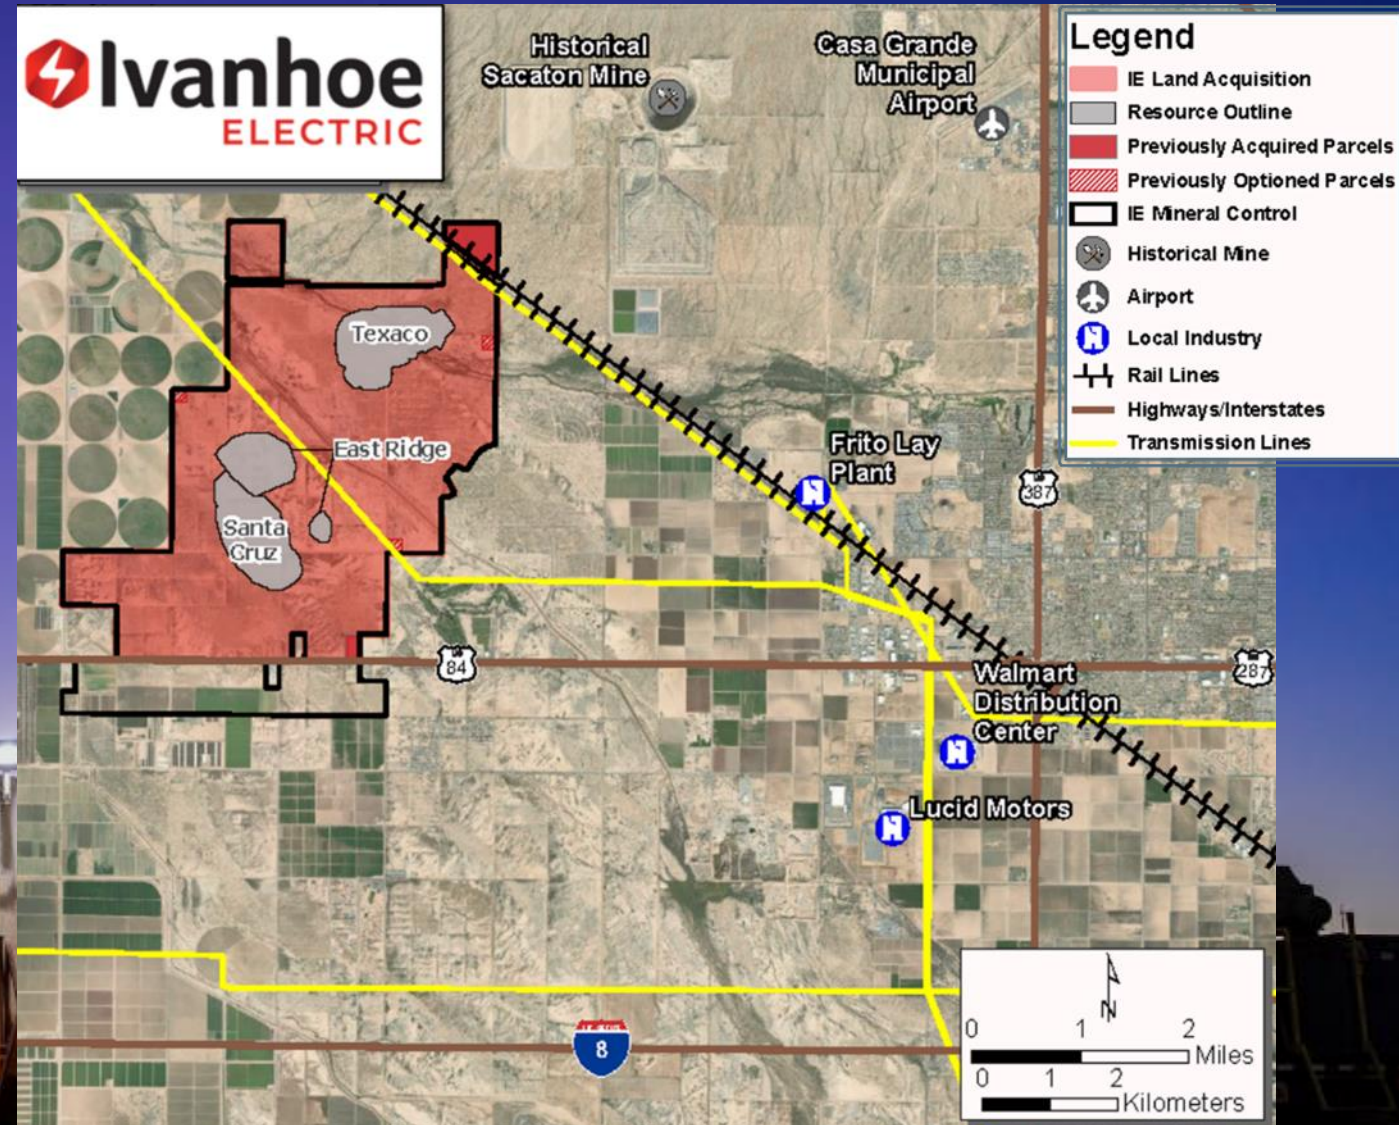 Ivanhoe
ELECTRIC
Historical
Sacaton Mine
Casa Grande
Municipal
Airport
Legend
IE Land Acquisition
Resource Outline
Previously Acquired Parcels
Previously Optioned Parcels
IE Mineral Control
Historical Mine
Airport
Local Industry
Rail Lines
Highways/Interstates
Transmission Lines
Texaco
East Ridge
Santa
Cruz
Frito Lay
Plant
387
84
287
Walmart
Distribution
Center
Lucid Motors
8
N
0 1 2
Miles
0 1 2
Kilometers